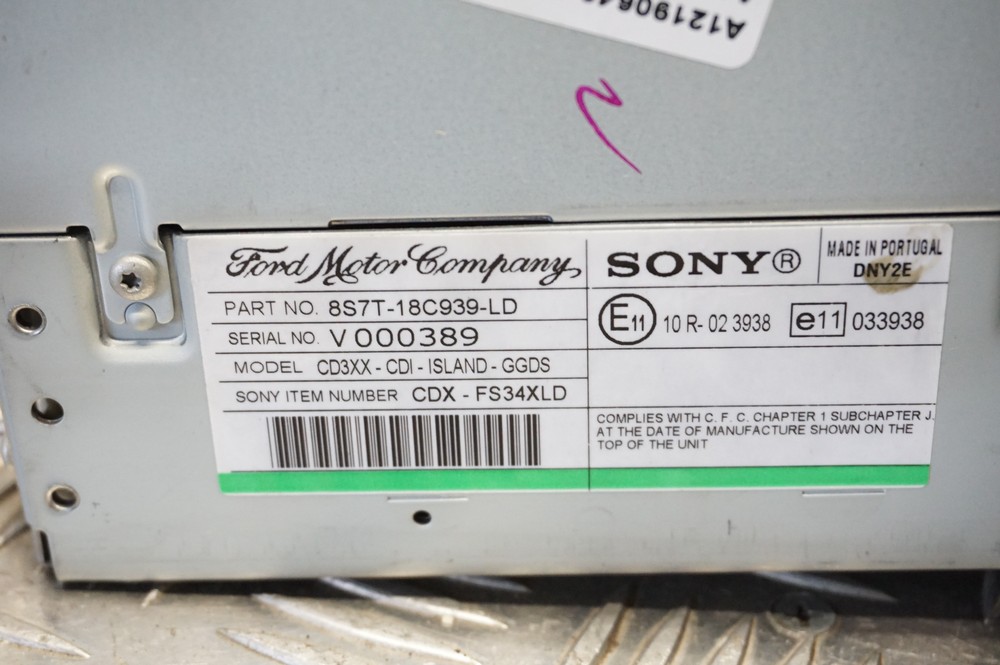 Ford Motor Company
PART NO. 8S7T-18C939-LD
SERIAL NO. V000389
MODEL CD3XX - CDI - ISLAND - GGDS
SONY ITEM NUMBER CDX - FS34XLD
SONY®
MADE IN PORTUGAL
DNY2E
E11 10 R- 02 3938 e11 033938
COMPLIES WITH C. F. C. CHAPTER 1 SUBCHAPTER J.
AT THE DATE OF MANUFACTURE SHOWN ON THE
TOP OF THE UNIT